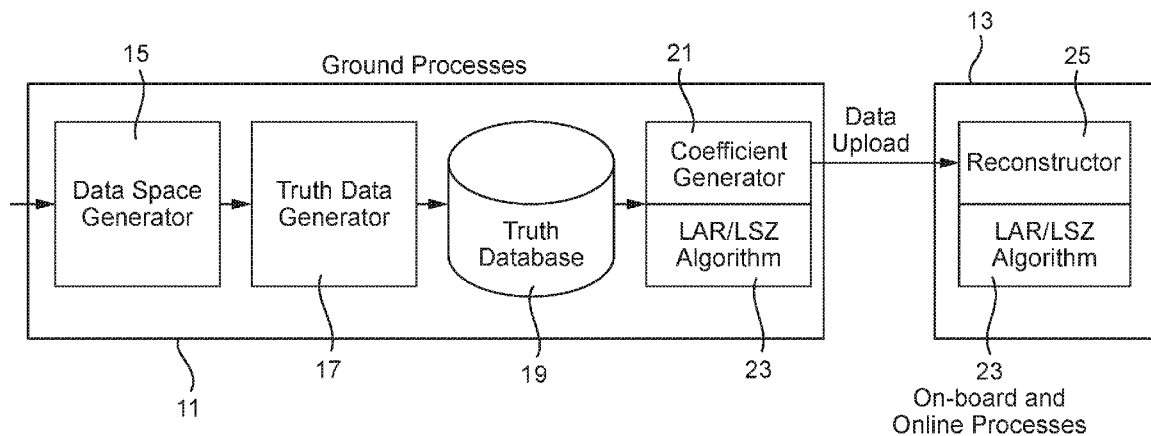 15
Ground Processes
21
13
25
Data Space
Generator
Truth Data
Generator
Truth
Database
Coefficient
Generator
LAR/LSZ
Algorithm
Data
Upload
Reconstructor
LAR/LSZ
Algorithm
11
17
19
23
23
On-board and
Online Processes